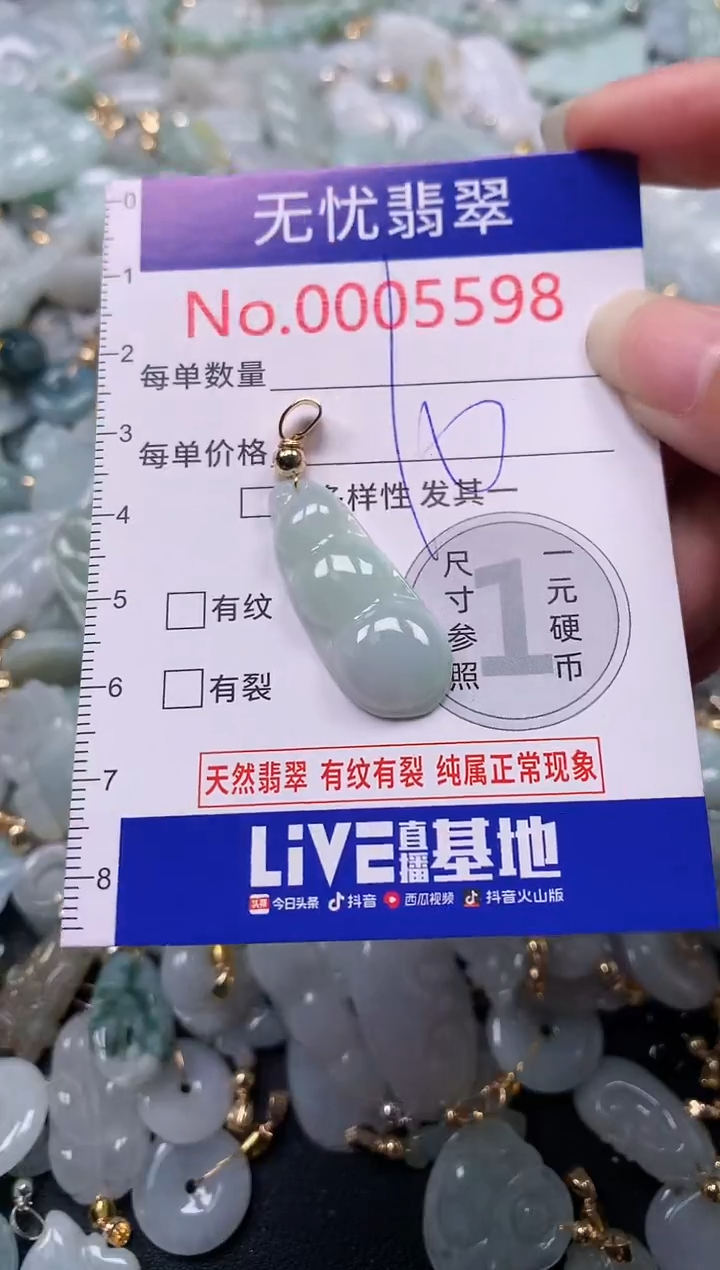 无忧翡翠
No.0005598
每单数量
每单价格
多样性 发其一
有纹
有裂
尺寸参照
1
一元硬币
天然翡翠 有纹有裂 纯属正常现象
LiVE直播基地
头条 今日头条 抖音 西瓜视频 抖音火山版
0
1
2
3
4
5
6
7
8